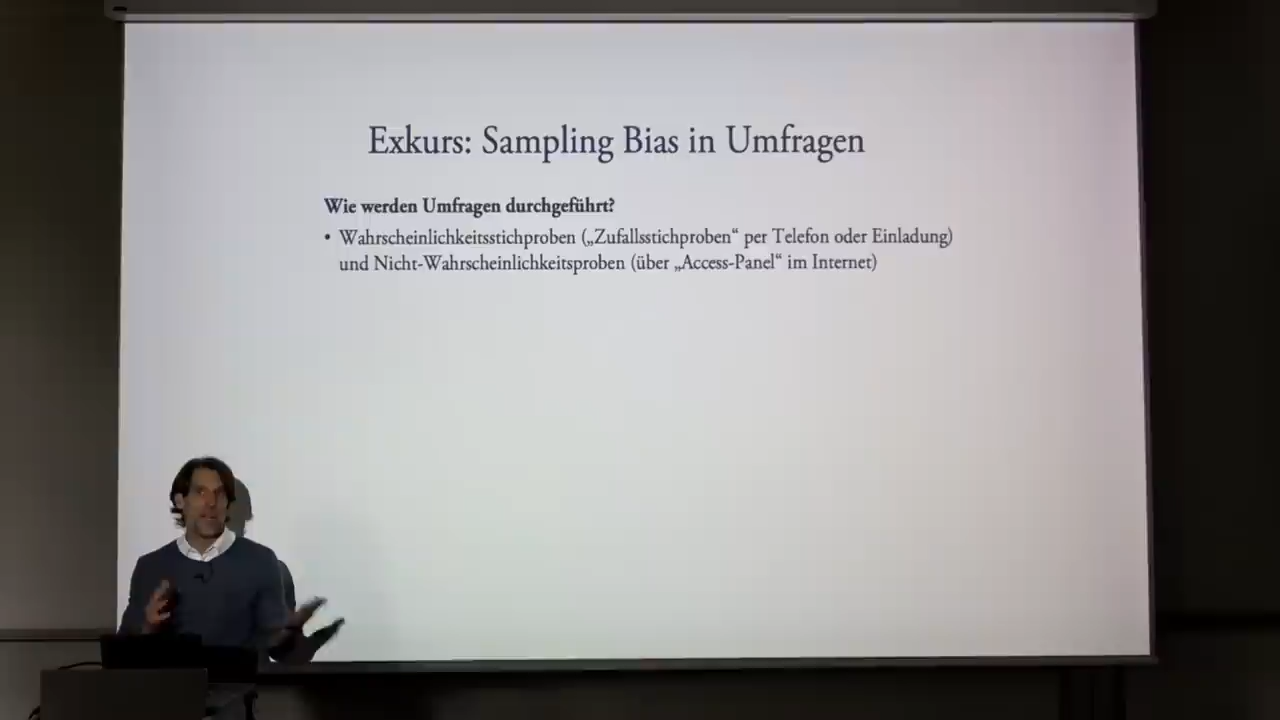 Exkurs: Sampling Bias in Umfragen
Wie werden Umfragen durchgeführt?
• Wahrscheinlichkeitsstichproben („Zufallsstichproben“ per Telefon oder Einladung)
und Nicht-Wahrscheinlichkeitsproben (über „Access-Panel“ im Internet)